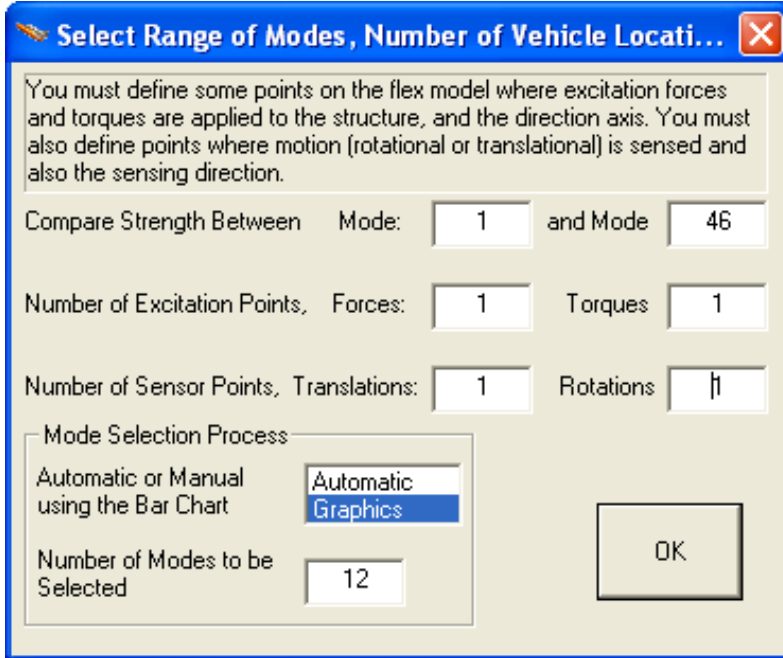 Select Range of Modes, Number of Vehicle Locati...
You must define some points on the flex model where excitation forces
and torques are applied to the structure, and the direction axis. You must
also define points where motion (rotational or translational) is sensed and
also the sensing direction.
Compare Strength Between Mode: 1 and Mode 46
Number of Excitation Points, Forces: 1 Torques 1
Number of Sensor Points, Translations: 1 Rotations 1
Mode Selection Process
Automatic or Manual Automatic
using the Bar Chart Graphics
Number of Modes to be
Selected 12
OK